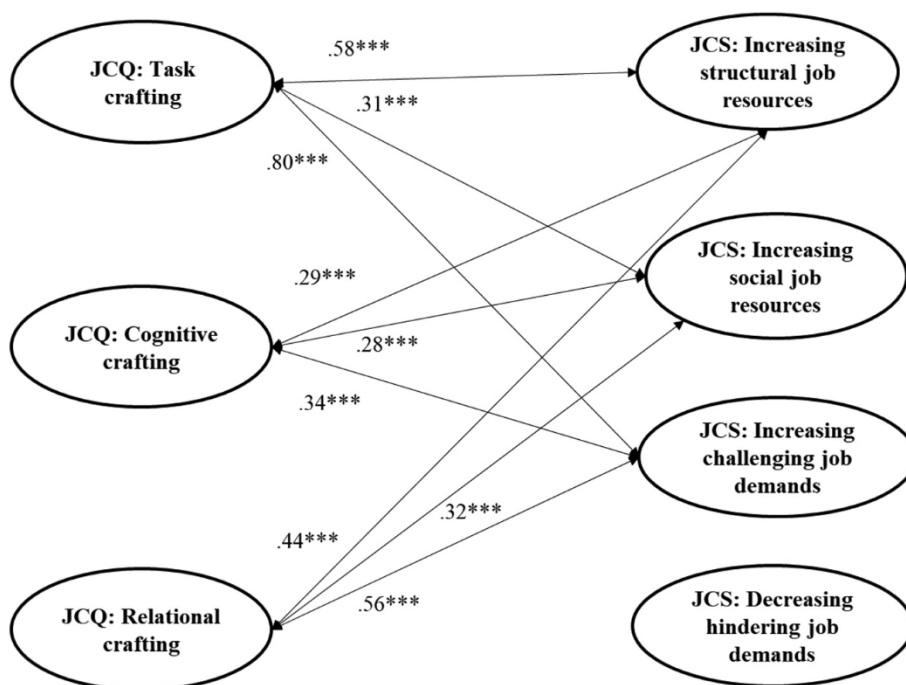 JCQ: Task
crafting
.58***
.31***
.80***
JCS: Increasing
structural job
resources
JCQ: Cognitive
crafting
.29***
.28***
.34***
JCS: Increasing
social job
resources
JCS: Increasing
challenging job
demands
JCQ: Relational
crafting
.44***
.32***
.56***
JCS: Decreasing
hindering job
demands